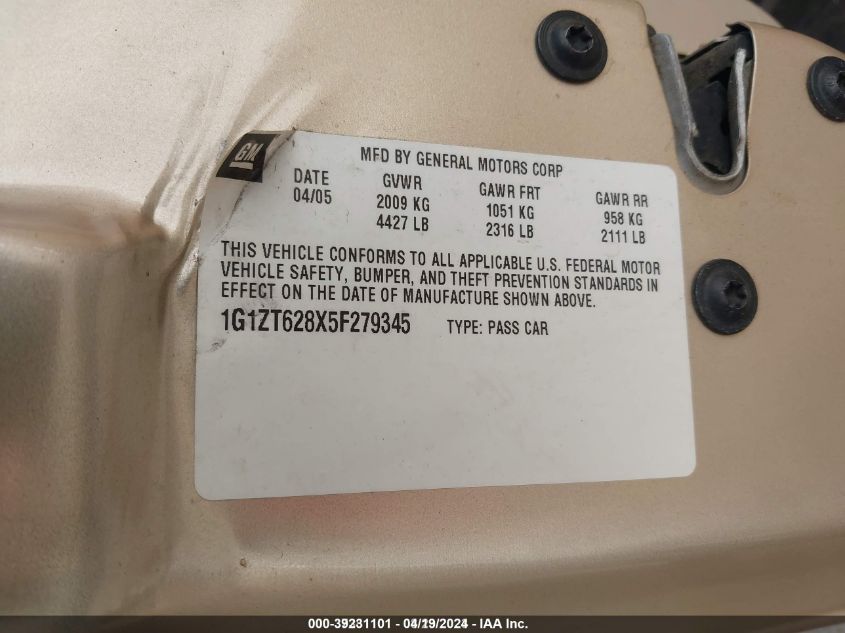 GM
MFD BY GENERAL MOTORS CORP
DATE GVWR GAWR FRT GAWR RR
04/05 2009 KG 1051 KG 958 KG
4427 LB 2316 LB 2111 LB
THIS VEHICLE CONFORMS TO ALL APPLICABLE U.S. FEDERAL MOTOR
VEHICLE SAFETY, BUMPER, AND THEFT PREVENTION STANDARDS IN
EFFECT ON THE DATE OF MANUFACTURE SHOWN ABOVE.
1G1ZT628X5F279345 TYPE: PASS CAR
000-39231101 - 04/29/2024 - IAA Inc.